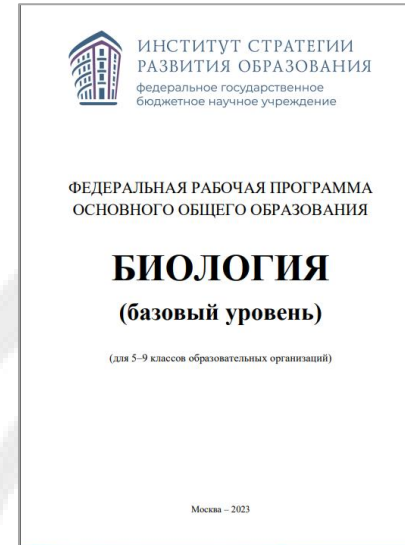 ИНСТИТУТ СТРАТЕГИИ
РАЗВИТИЯ ОБРАЗОВАНИЯ
федеральное государственное
бюджетное научное учреждение
ФЕДЕРАЛЬНАЯ РАБОЧАЯ ПРОГРАММА
ОСНОВНОГО ОБЩЕГО ОБРАЗОВАНИЯ
БИОЛОГИЯ
(базовый уровень)
(для 5–9 классов образовательных организаций)
Москва – 2023